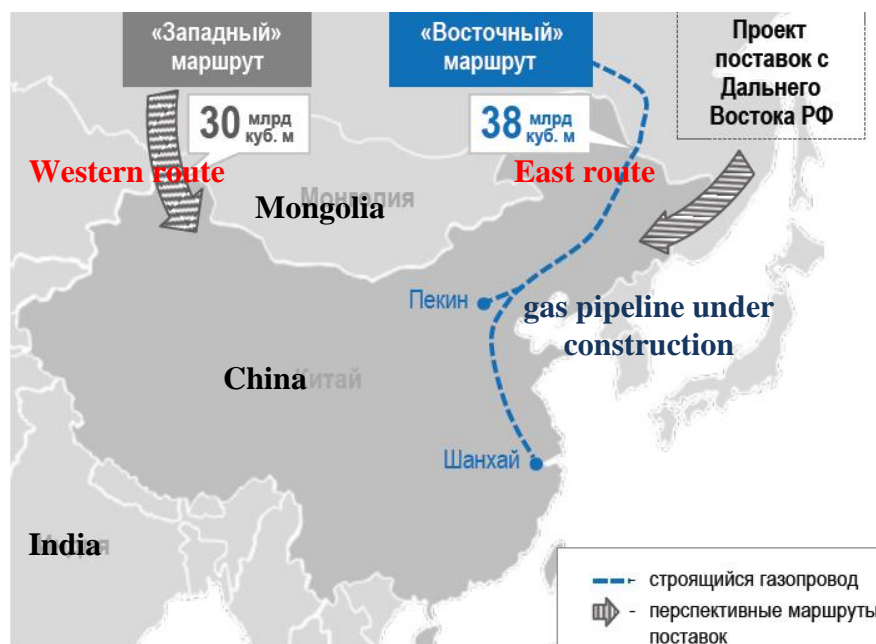 «Западный»
маршрут
«Восточный»
маршрут
Проект
поставок с
Дальнего
Востока РФ
30 млрд
куб. м
38 млрд
куб. м
Western route
East route
Монголия
Mongolia
Пекин
gas pipeline under
construction
China
Китай
Шанхай
India
строящийся газопровод
перспективные маршруты
поставок